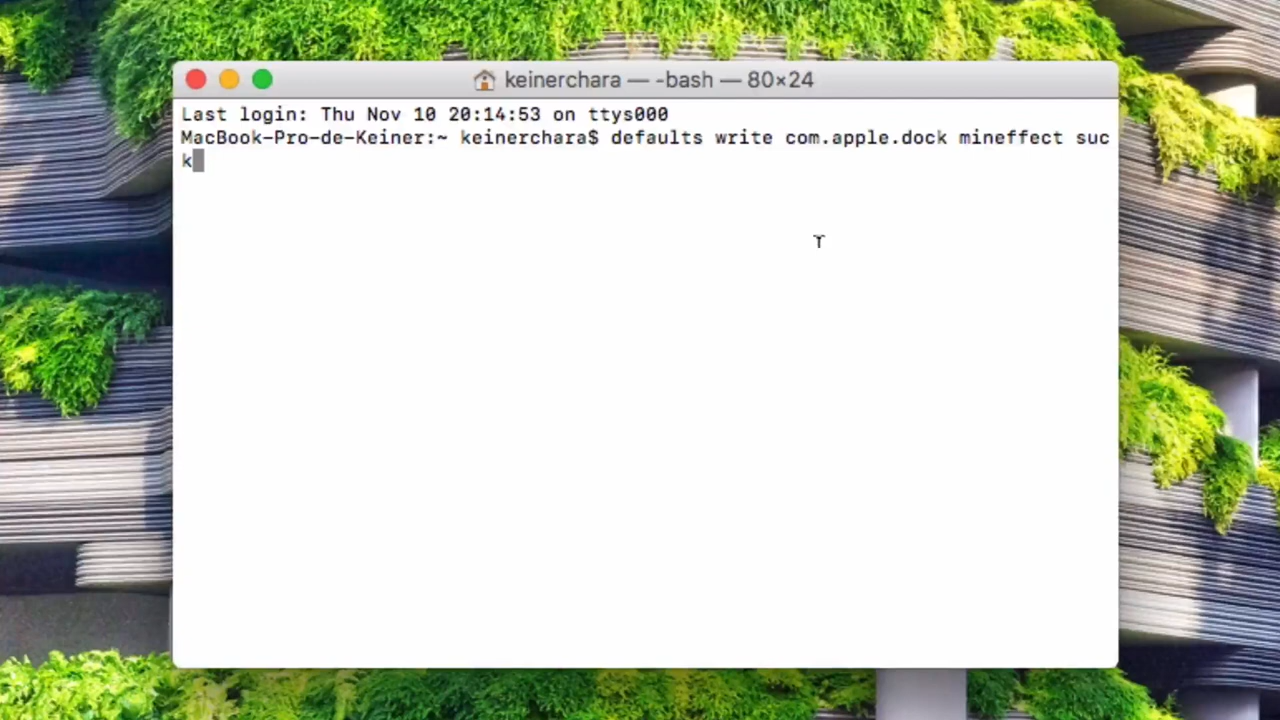 keinerchara — -bash — 80×24
Last login: Thu Nov 10 20:14:53 on ttys000
MacBook-Pro-de-Keiner:~ keinerchara$ defaults write com.apple.dock mineffect suc
k